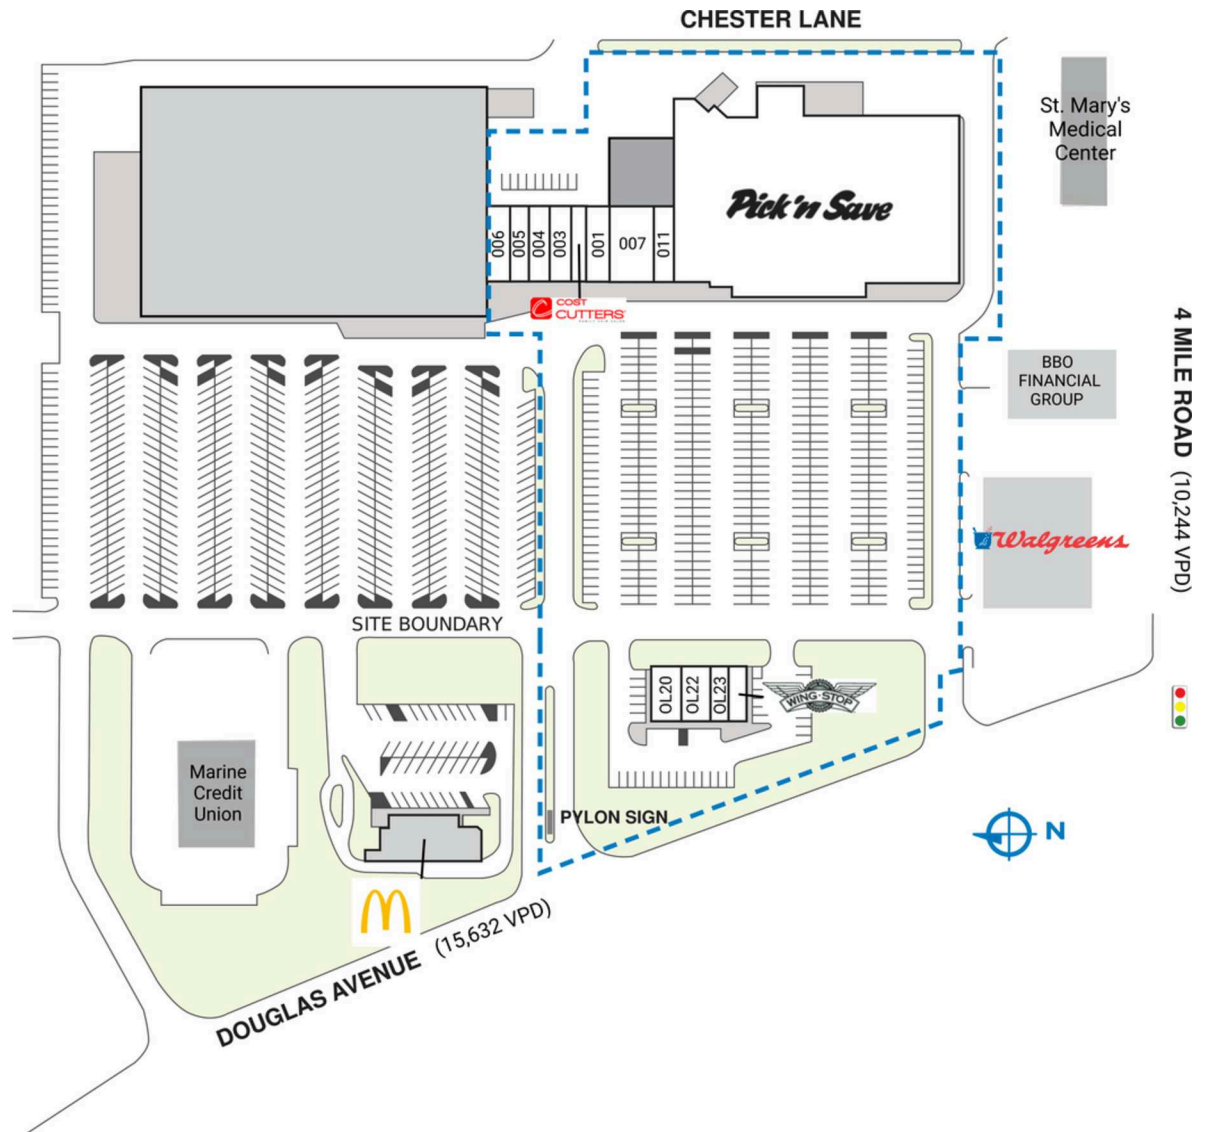 CHESTER LANE
St. Mary's
Medical
Center
Pick 'n Save
006
005
004
003
001
007
011
COST
CUTTERS
4 MILE ROAD (10,244 VPD)
BBO
FINANCIAL
GROUP
Walgreens
SITE BOUNDARY
OL20
OL22
OL23
WING·STOP
Marine
Credit
Union
PYLON SIGN
N
DOUGLAS AVENUE (15,632 VPD)